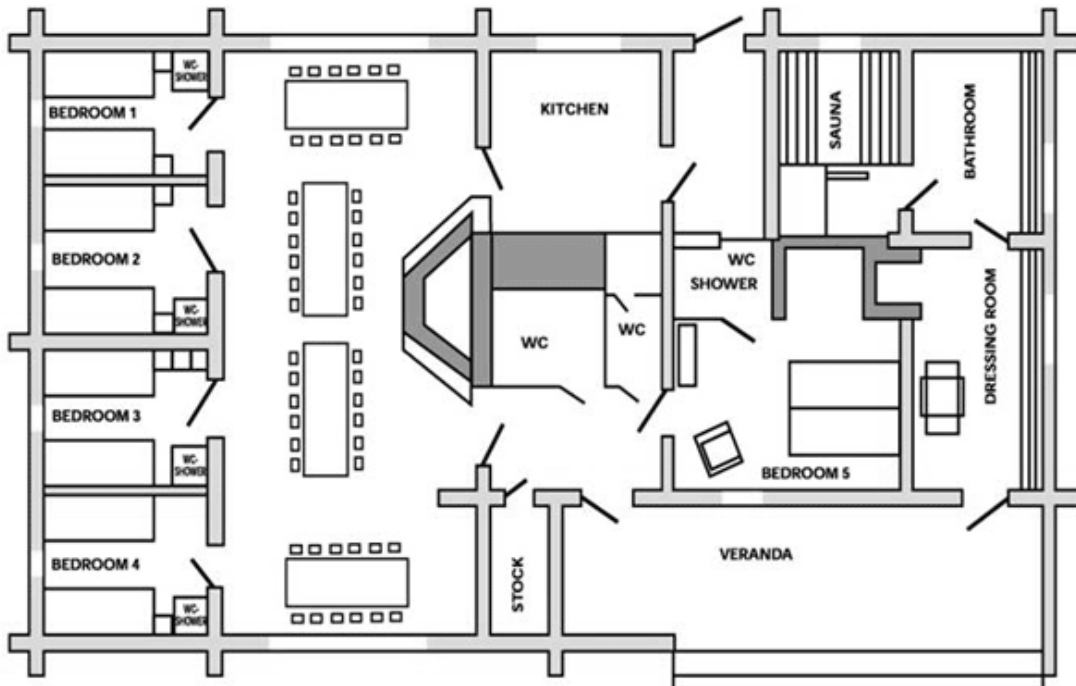 WC-
SHOWER
BEDROOM 1
KITCHEN
SAUNA
BATHROOM
BEDROOM 2
WC-
SHOWER
WC
SHOWER
WC
WC
DRESSING ROOM
BEDROOM 3
WC-
SHOWER
BEDROOM 5
BEDROOM 4
STOCK
VERANDA
WC-
SHOWER